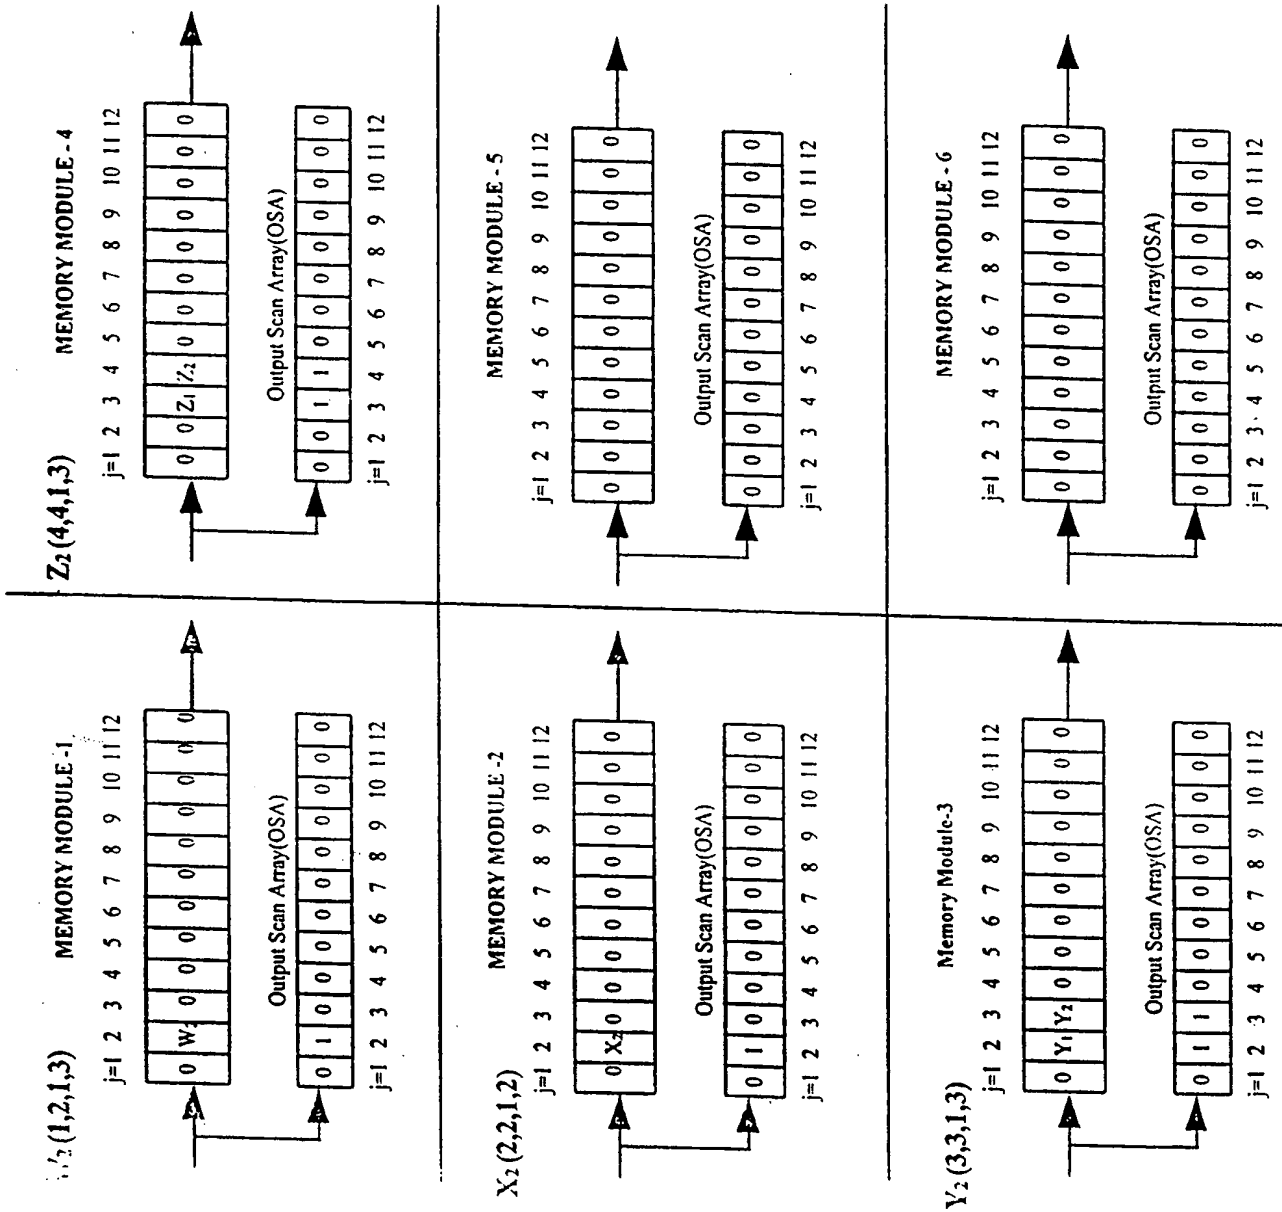 W₂(1,2,1,3)
MEMORY MODULE -1
j=1 2 3 4 5 6 7 8 9 10 11 12
0 W₂ 0 0 0 0 0 0 0 0 0 0
Output Scan Array(OSA)
0 1 0 0 0 0 0 0 0 0 0 0
j=1 2 3 4 5 6 7 8 9 10 11 12
Z₂(4,4,1,3)
MEMORY MODULE - 4
j=1 2 3 4 5 6 7 8 9 10 11 12
0 0 Z₁ Z₂ 0 0 0 0 0 0 0 0
Output Scan Array(OSA)
0 0 1 1 0 0 0 0 0 0 0 0
j=1 2 3 4 5 6 7 8 9 10 11 12
X₂(2,2,1,2)
MEMORY MODULE -2
j=1 2 3 4 5 6 7 8 9 10 11 12
0 X₂ 0 0 0 0 0 0 0 0 0 0
Output Scan Array(OSA)
0 1 0 0 0 0 0 0 0 0 0 0
j=1 2 3 4 5 6 7 8 9 10 11 12
MEMORY MODULE - 5
j=1 2 3 4 5 6 7 8 9 10 11 12
0 0 0 0 0 0 0 0 0 0 0 0
Output Scan Array(OSA)
0 0 0 0 0 0 0 0 0 0 0 0
j=1 2 3 4 5 6 7 8 9 10 11 12
Y₂(3,3,1,3)
Memory Module-3
j=1 2 3 4 5 6 7 8 9 10 11 12
0 Y₁ Y₂ 0 0 0 0 0 0 0 0 0
Output Scan Array(OSA)
0 1 1 0 0 0 0 0 0 0 0 0
j=1 2 3 4 5 6 7 8 9 10 11 12
MEMORY MODULE - 6
j=1 2 3 4 5 6 7 8 9 10 11 12
0 0 0 0 0 0 0 0 0 0 0 0
Output Scan Array(OSA)
0 0 0 0 0 0 0 0 0 0 0 0
j=1 2 3 4 5 6 7 8 9 10 11 12